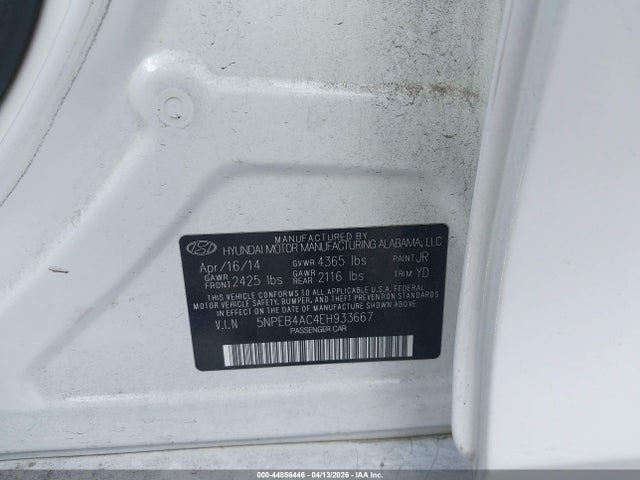 MANUFACTURED BY
HYUNDAI MOTOR MANUFACTURING ALABAMA, LLC
Apr/16/14 GVWR 4365 lbs PAINT JR
GAWR FRONT 2425 lbs GAWR REAR 2116 lbs TRIM YD
THIS VEHICLE CONFORMS TO ALL APPLICABLE U.S.A. FEDERAL
MOTOR VEHICLE SAFETY, BUMPER, AND THEFT PREVENTION
STANDARDS IN EFFECT ON THE DATE OF MANUFACTURE SHOWN ABOVE.
V.I.N 5NPEB4AC4EH933667
PASSENGER CAR
000-44856446 - 04/13/2026 - IAA Inc.